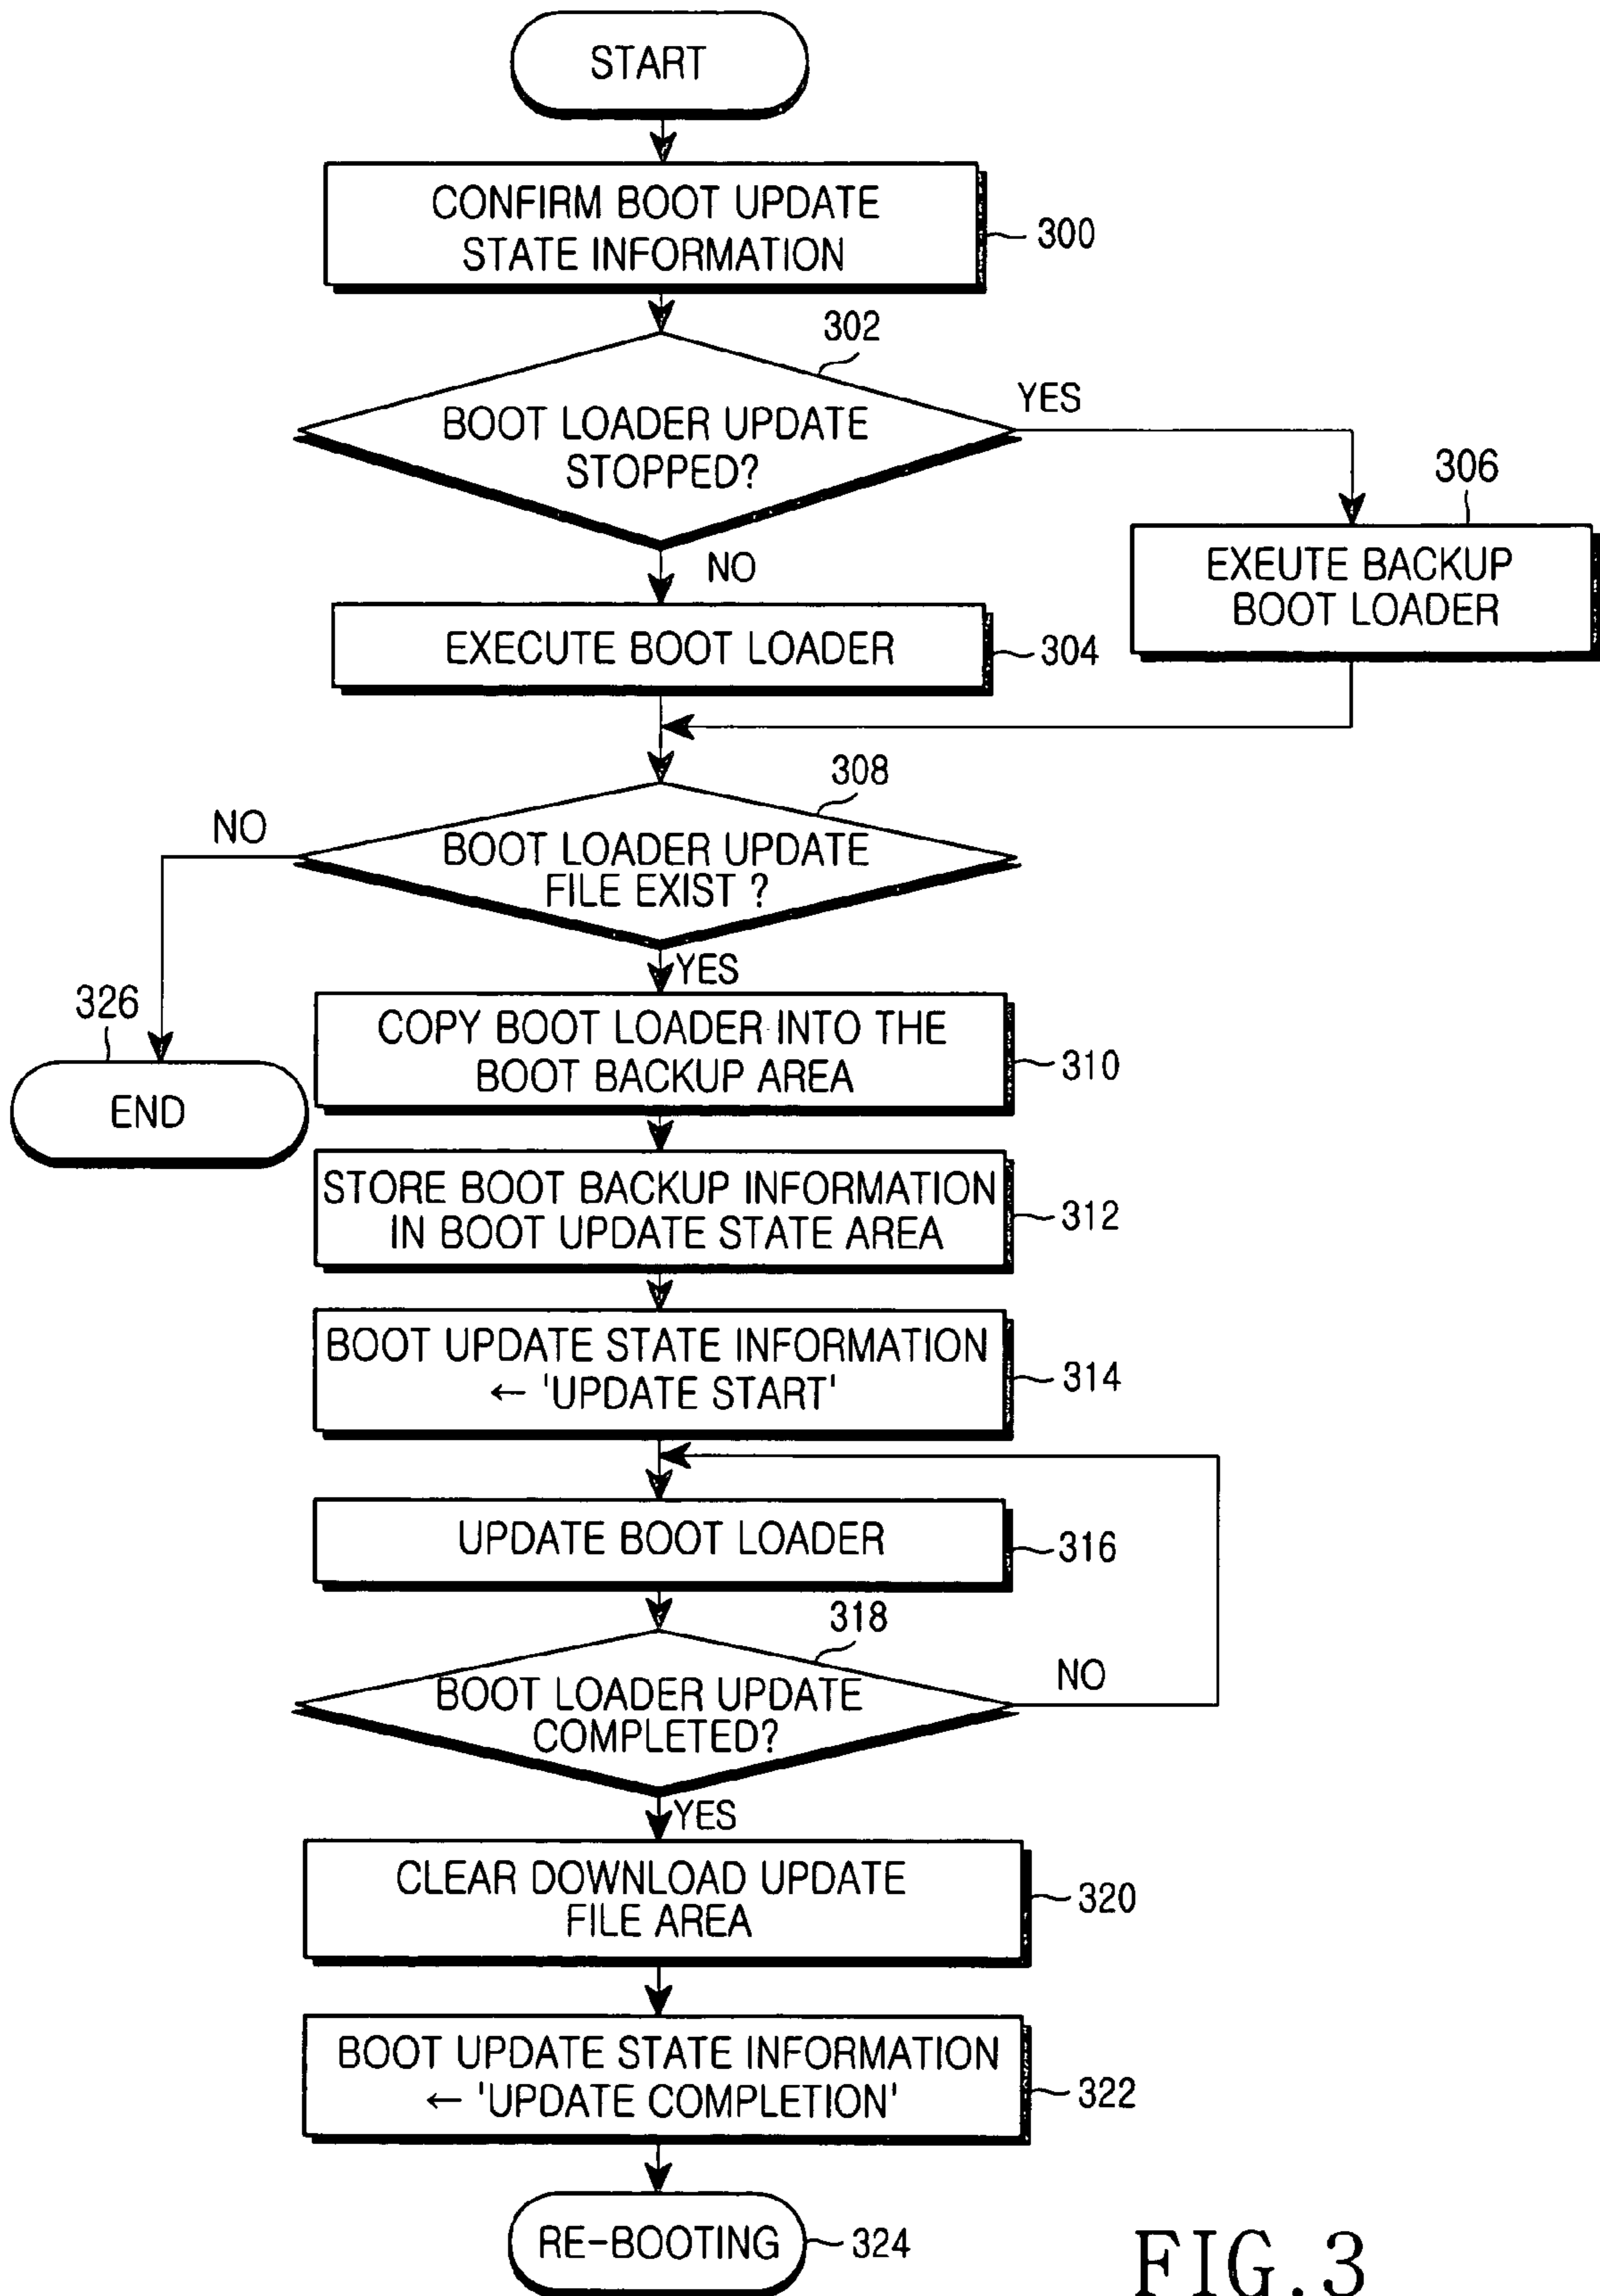 START
CONFIRM BOOT UPDATE
STATE INFORMATION
300
302
BOOT LOADER UPDATE
STOPPED?
YES
306
EXEUTE BACKUP
BOOT LOADER
NO
EXECUTE BOOT LOADER
304
308
BOOT LOADER UPDATE
FILE EXIST ?
NO
YES
326
END
COPY BOOT LOADER INTO THE
BOOT BACKUP AREA
310
STORE BOOT BACKUP INFORMATION
IN BOOT UPDATE STATE AREA
312
BOOT UPDATE STATE INFORMATION
← 'UPDATE START'
314
UPDATE BOOT LOADER
316
318
BOOT LOADER UPDATE
COMPLETED?
NO
YES
CLEAR DOWNLOAD UPDATE
FILE AREA
320
BOOT UPDATE STATE INFORMATION
← 'UPDATE COMPLETION'
322
RE-BOOTING
324
FIG.3